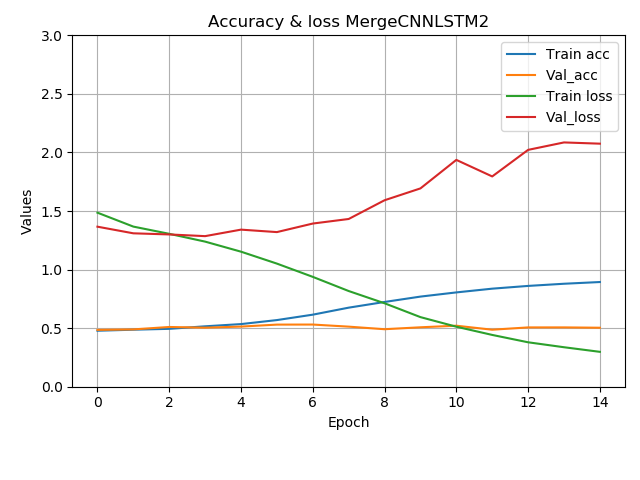 Accuracy & loss MergeCNNLSTM2
3.0
2.5
2.0
1.5
1.0
0.5
0.0
Values
Train acc
Val_acc
Train loss
Val_loss
0 2 4 6 8 10 12 14
Epoch